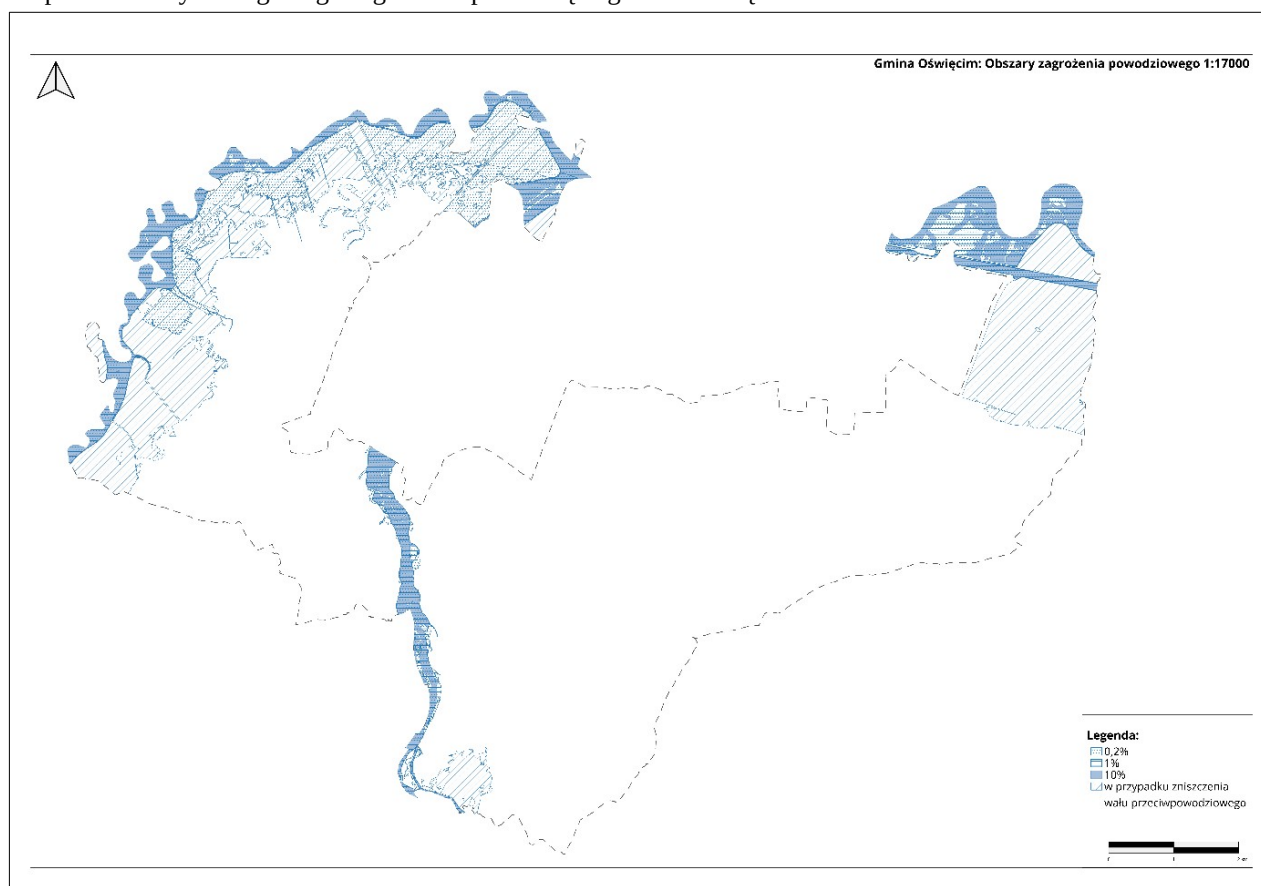 Gmina Oświęcim: Obszary zagrożenia powodziowego 1:17000
Legenda:
0,2%
1%
10%
w przypadku zniszczenia
wału przeciwpowodziowego